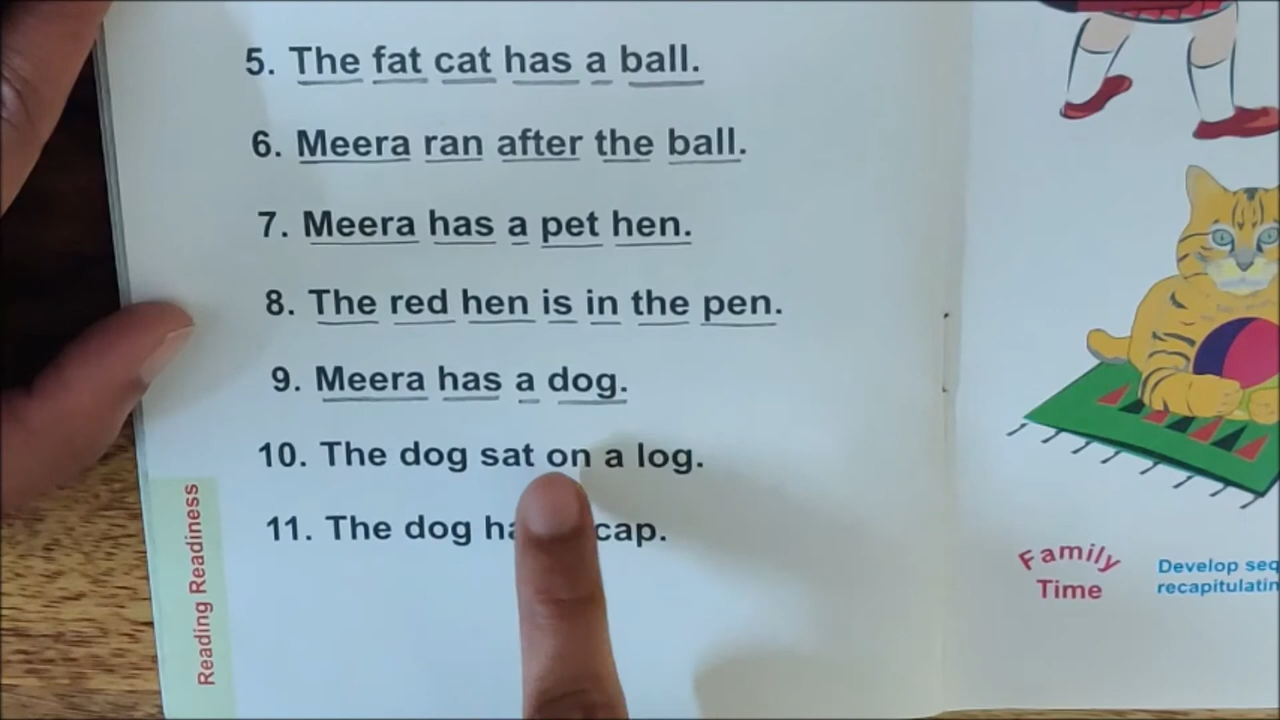 5. The fat cat has a ball.
6. Meera ran after the ball.
7. Meera has a pet hen.
8. The red hen is in the pen.
9. Meera has a dog.
10. The dog sat on a log.
11. The dog cap.
Reading Readiness
Family
Time
Develop